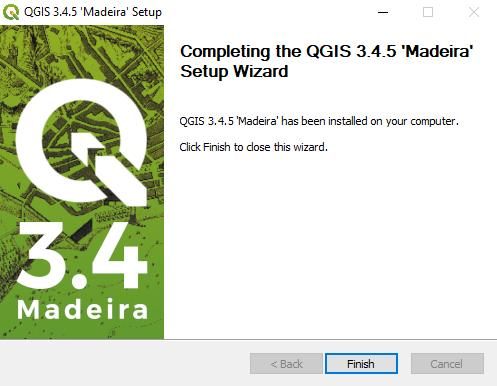 QGIS 3.4.5 'Madeira' Setup
Completing the QGIS 3.4.5 'Madeira'
Setup Wizard
QGIS 3.4.5 'Madeira' has been installed on your computer.
Click Finish to close this wizard.
3.4
Madeira
< Back
Finish
Cancel